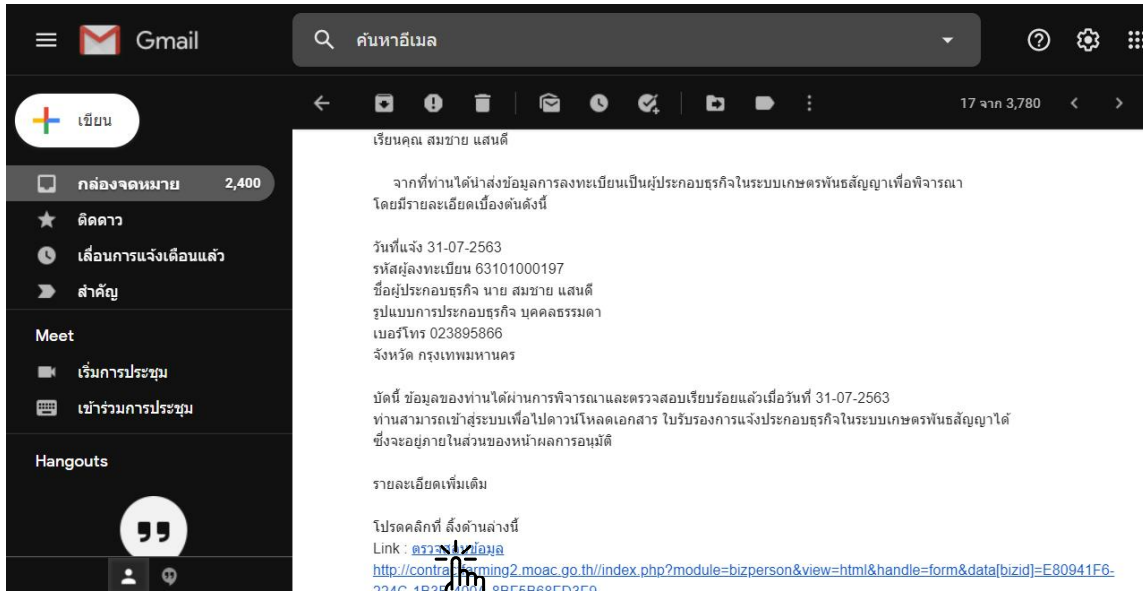 Gmail
ค้นหาอีเมล
เขียน
17 จาก 3,780
กล่องจดหมาย 2,400
ติดดาว
เลื่อนการแจ้งเตือนแล้ว
สำคัญ
Meet
เริ่มการประชุม
เข้าร่วมการประชุม
Hangouts
เรียนคุณ สมชาย แสนดี
จากที่ท่านได้นำส่งข้อมูลการลงทะเบียนเป็นผู้ประกอบธุรกิจในระบบเกษตรพันธสัญญาเพื่อพิจารณา
โดยมีรายละเอียดเบื้องต้นดังนี้
วันที่แจ้ง 31-07-2563
รหัสผู้ลงทะเบียน 63101000197
ชื่อผู้ประกอบธุรกิจ นาย สมชาย แสนดี
รูปแบบการประกอบธุรกิจ บุคคลธรรมดา
เบอร์โทร 023895866
จังหวัด กรุงเทพมหานคร
บัดนี้ ข้อมูลของท่านได้ผ่านการพิจารณาและตรวจสอบเรียบร้อยแล้วเมื่อวันที่ 31-07-2563
ท่านสามารถเข้าสู่ระบบเพื่อไปดาวน์โหลดเอกสาร ใบรับรองการแจ้งประกอบธุรกิจในระบบเกษตรพันธสัญญาได้
ซึ่งจะอยู่ภายในส่วนของหน้าผลการอนุมัติ
รายละเอียดเพิ่มเติม
โปรดคลิกที่ ลิ้งด้านล่างนี้
Link : ตรวจสอบข้อมูล
http://contractfarming2.moac.go.th//index.php?module=bizperson&view=html&handle=form&data[bizid]=E80941F6-